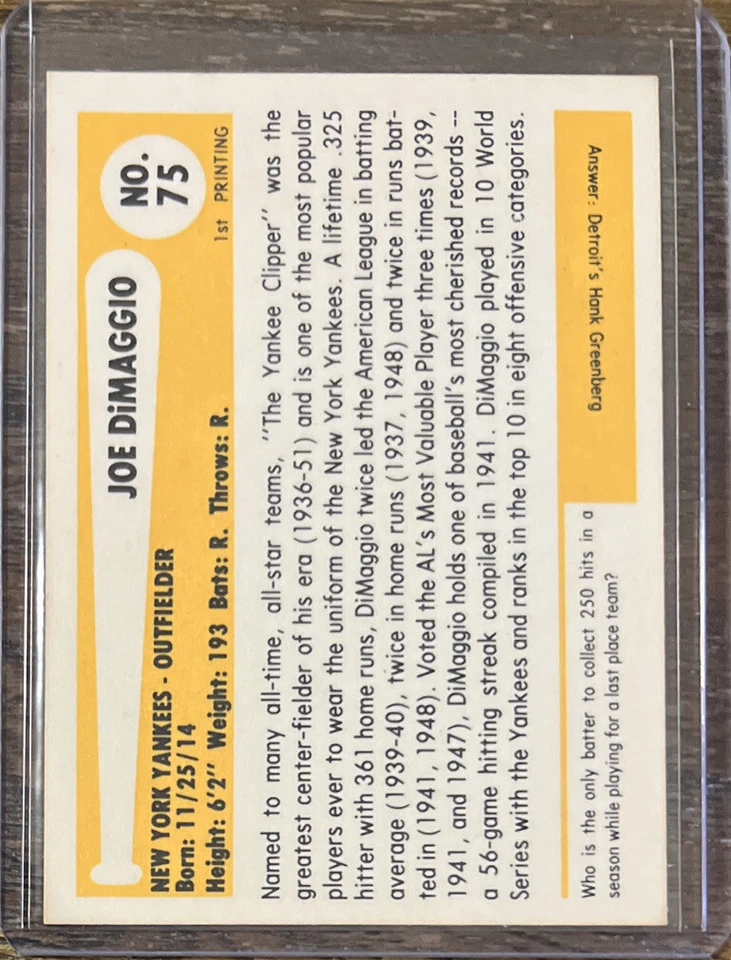 JOE DiMAGGIO
NO.
75
NEW YORK YANKEES - OUTFIELDER
Born: 11/25/14
Height: 6'2" Weight: 193 Bats: R. Throws: R.
1st PRINTING
Named to many all-time, all-star teams, "The Yankee Clipper" was the
greatest center-fielder of his era (1936-51) and is one of the most popular
players ever to wear the uniform of the New York Yankees. A lifetime .325
hitter with 361 home runs, DiMaggio twice led the American League in batting
average (1939-40), twice in home runs (1937, 1948) and twice in runs bat-
ted in (1941, 1948). Voted the AL's Most Valuable Player three times (1939,
1941, and 1947), DiMaggio holds one of baseball's most cherished records --
a 56-game hitting streak compiled in 1941. DiMaggio played in 10 World
Series with the Yankees and ranks in the top 10 in eight offensive categories.
Who is the only batter to collect 250 hits in a
season while playing for a last place team?
Answer: Detroit's Hank Greenberg